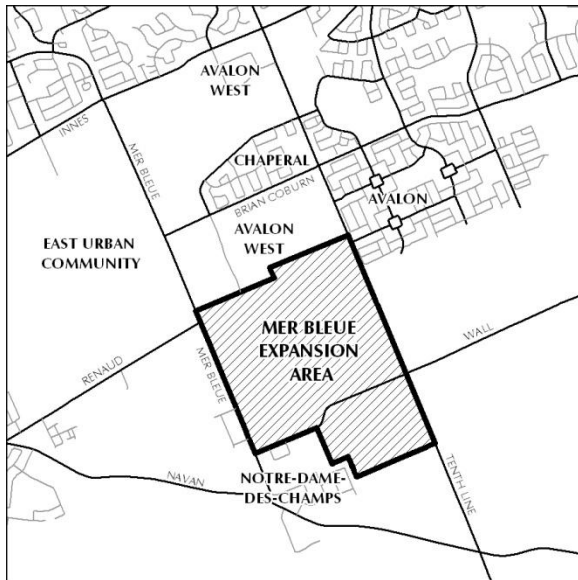 AVALON
WEST
INNES
MER BLEUE
CHAPERAL
BRIAN COBURN
AVALON
AVALON
WEST
EAST URBAN
COMMUNITY
MER BLEUE
EXPANSION
AREA
WALL
RENAUD
MER BLEUE
NOTRE-DAME-
DES-CHAMPS
NAVAN
TENTH LINE